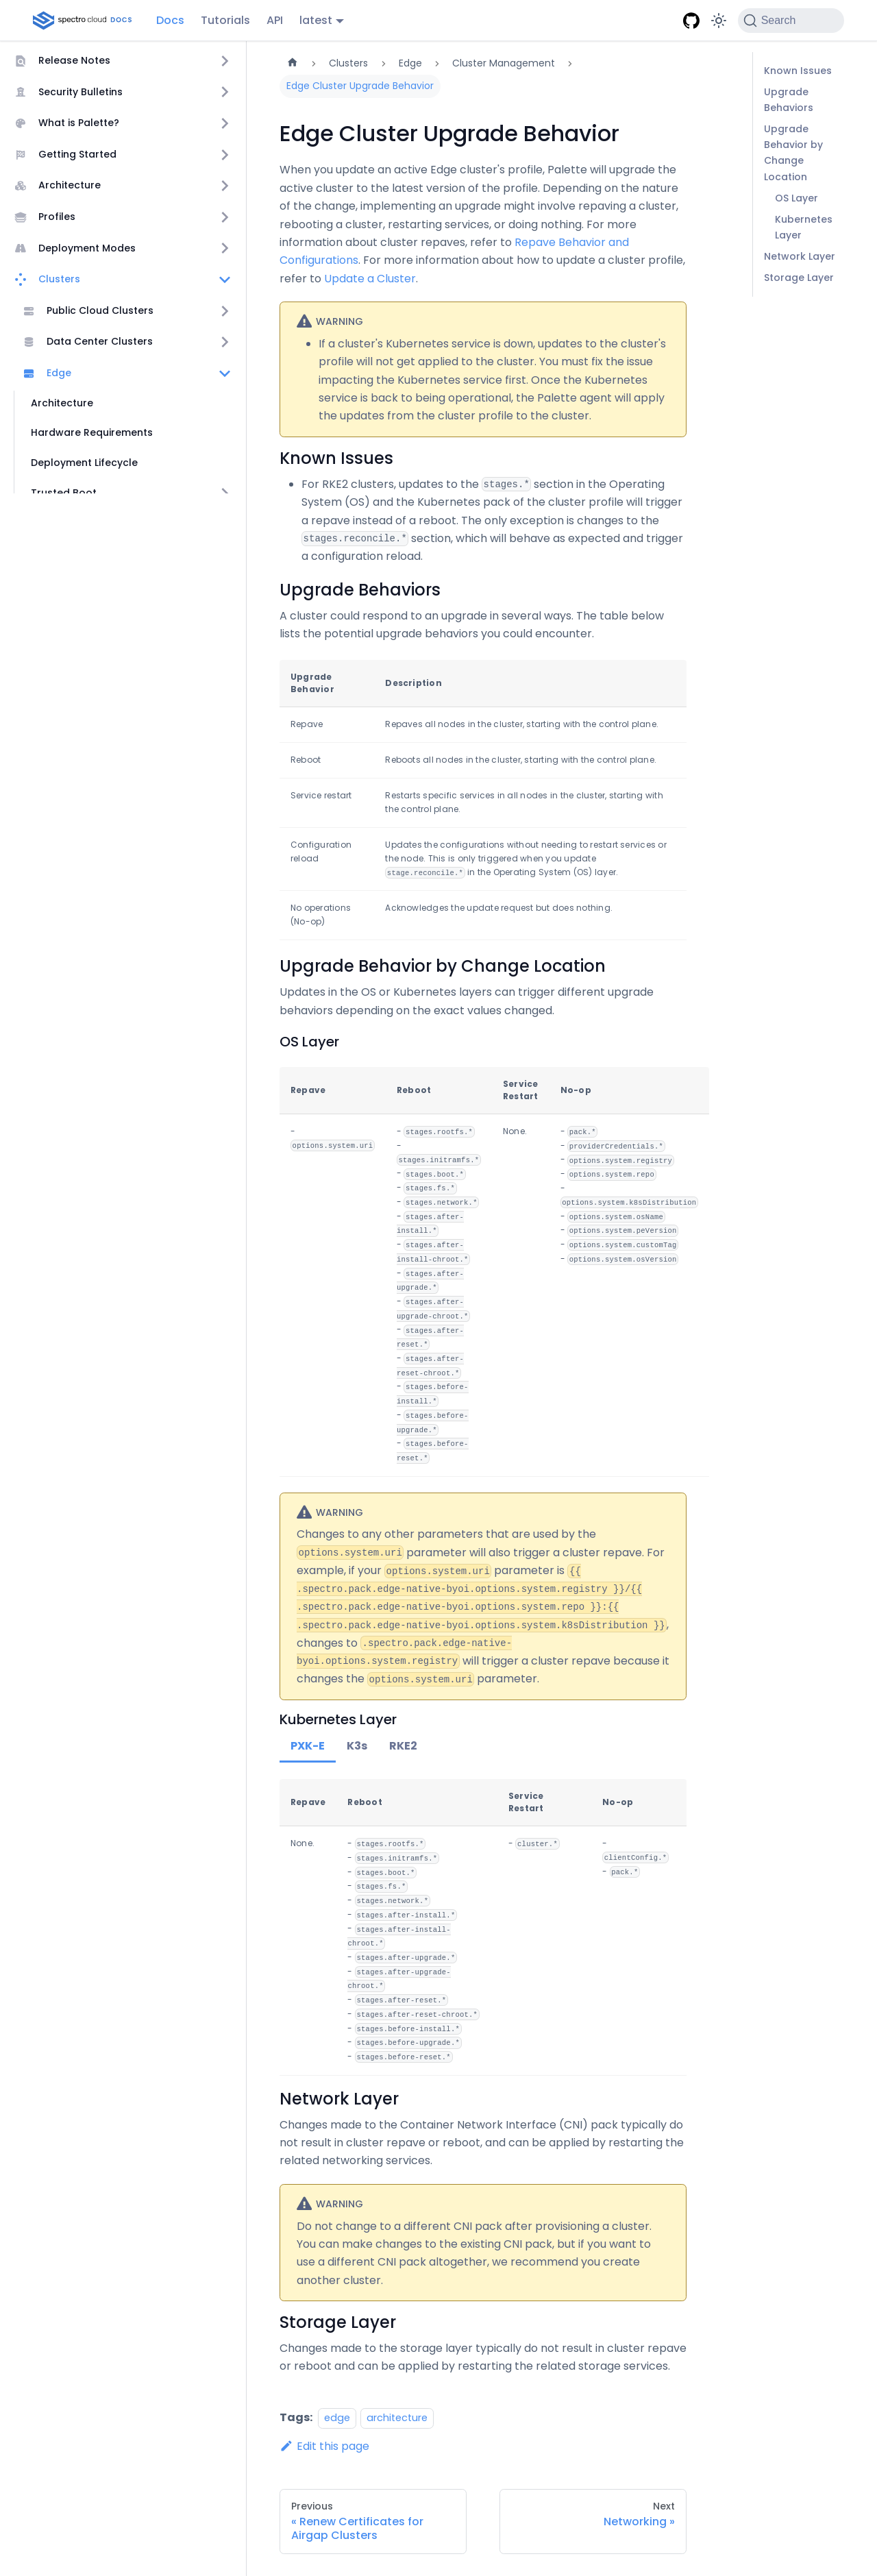 spectro cloud DOCS
Docs
Tutorials
API
latest
Search
Release Notes
Security Bulletins
What is Palette?
Getting Started
Architecture
Profiles
Deployment Modes
Clusters
Public Cloud Clusters
Data Center Clusters
Edge
Architecture
Hardware Requirements
Deployment Lifecycle
Trusted Boot
Clusters
Edge
Cluster Management
Edge Cluster Upgrade Behavior
Edge Cluster Upgrade Behavior
When you update an active Edge cluster's profile, Palette will upgrade the
active cluster to the latest version of the profile. Depending on the nature
of the change, implementing an upgrade might involve repaving a cluster,
rebooting a cluster, restarting services, or doing nothing. For more
information about cluster repaves, refer to Repave Behavior and
Configurations. For more information about how to update a cluster profile,
refer to Update a Cluster.
WARNING
• If a cluster's Kubernetes service is down, updates to the cluster's
profile will not get applied to the cluster. You must fix the issue
impacting the Kubernetes service first. Once the Kubernetes
service is back to being operational, the Palette agent will apply
the updates from the cluster profile to the cluster.
Known Issues
• For RKE2 clusters, updates to the stages.* section in the Operating
System (OS) and the Kubernetes pack of the cluster profile will trigger
a repave instead of a reboot. The only exception is changes to the
stages.reconcile.* section, which will behave as expected and trigger
a configuration reload.
Upgrade Behaviors
A cluster could respond to an upgrade in several ways. The table below
lists the potential upgrade behaviors you could encounter.
Upgrade
Behavior
Description
Repave
Repaves all nodes in the cluster, starting with the control plane.
Reboot
Reboots all nodes in the cluster, starting with the control plane.
Service restart
Restarts specific services in all nodes in the cluster, starting with
the control plane.
Configuration
reload
Updates the configurations without needing to restart services or
the node. This is only triggered when you update
stage.reconcile.* in the Operating System (OS) layer.
No operations
(No-op)
Acknowledges the update request but does nothing.
Upgrade Behavior by Change Location
Updates in the OS or Kubernetes layers can trigger different upgrade
behaviors depending on the exact values changed.
OS Layer
Repave
Reboot
Service
Restart
No-op
-
options.system.uri
- stages.rootfs.*
-
stages.initramfs.*
- stages.boot.*
- stages.fs.*
- stages.network.*
- stages.after-
install.*
- stages.after-
install-chroot.*
- stages.after-
upgrade.*
- stages.after-
upgrade-chroot.*
- stages.after-
reset.*
- stages.after-
reset-chroot.*
- stages.before-
install.*
- stages.before-
upgrade.*
- stages.before-
reset.*
None.
- pack.*
- providerCredentials.*
- options.system.registry
- options.system.repo
-
options.system.k8sDistribution
- options.system.osName
- options.system.peVersion
- options.system.customTag
- options.system.osVersion
WARNING
Changes to any other parameters that are used by the
options.system.uri parameter will also trigger a cluster repave. For
example, if your options.system.uri parameter is {{
.spectro.pack.edge-native-byoi.options.system.registry }}/{{
.spectro.pack.edge-native-byoi.options.system.repo }}:{{
.spectro.pack.edge-native-byoi.options.system.k8sDistribution }},
changes to .spectro.pack.edge-native-
byoi.options.system.registry will trigger a cluster repave because it
changes the options.system.uri parameter.
Kubernetes Layer
PXK-E
K3s
RKE2
Repave
Reboot
Service
Restart
No-op
None.
- stages.rootfs.*
- stages.initramfs.*
- stages.boot.*
- stages.fs.*
- stages.network.*
- stages.after-install.*
- stages.after-install-
chroot.*
- stages.after-upgrade.*
- stages.after-upgrade-
chroot.*
- stages.after-reset.*
- stages.after-reset-chroot.*
- stages.before-install.*
- stages.before-upgrade.*
- stages.before-reset.*
- cluster.*
-
clientConfig.*
- pack.*
Network Layer
Changes made to the Container Network Interface (CNI) pack typically do
not result in cluster repave or reboot, and can be applied by restarting the
related networking services.
WARNING
Do not change to a different CNI pack after provisioning a cluster.
You can make changes to the existing CNI pack, but if you want to
use a different CNI pack altogether, we recommend you create
another cluster.
Storage Layer
Changes made to the storage layer typically do not result in cluster repave
or reboot and can be applied by restarting the related storage services.
Tags: edge architecture
Edit this page
Previous
« Renew Certificates for
Airgap Clusters
Next
Networking »
Known Issues
Upgrade
Behaviors
Upgrade
Behavior by
Change
Location
OS Layer
Kubernetes
Layer
Network Layer
Storage Layer